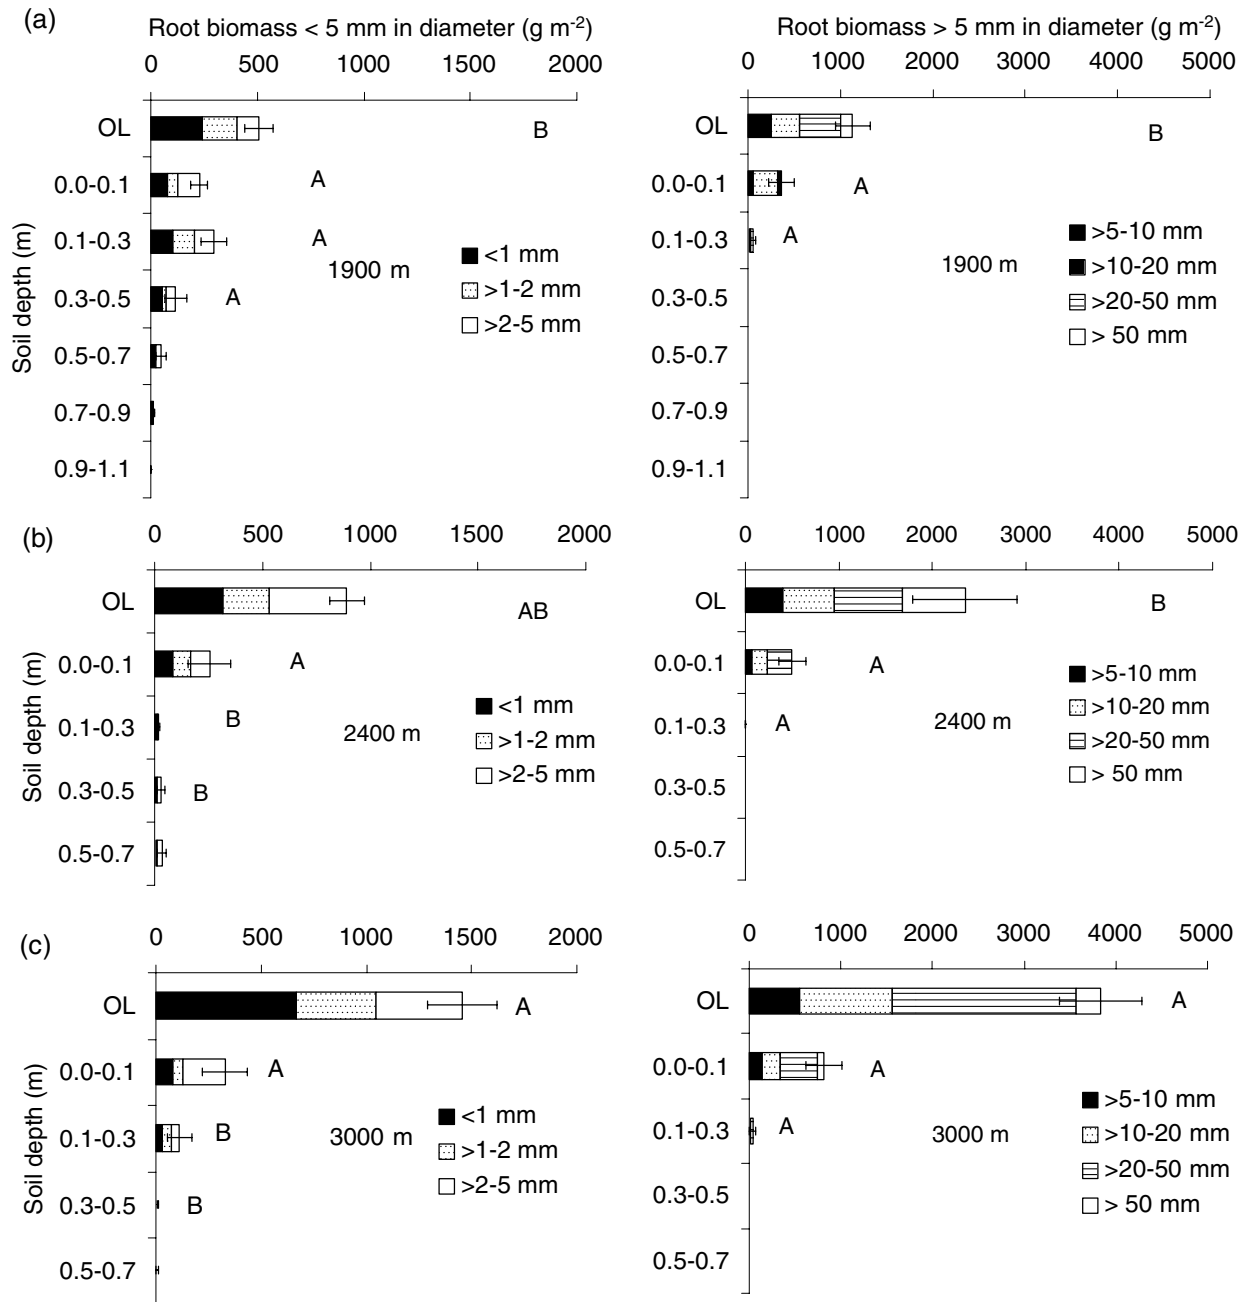 (a)
Root biomass < 5 mm in diameter (g m-2)
0 500 1000 1500 2000
OL B
0.0-0.1 A
0.1-0.3 A
0.3-0.5 A
0.5-0.7
0.7-0.9
0.9-1.1
Soil depth (m)
1900 m
<1 mm
>1-2 mm
>2-5 mm
Root biomass > 5 mm in diameter (g m-2)
0 1000 2000 3000 4000 5000
OL B
0.0-0.1 A
0.1-0.3 A
0.3-0.5
0.5-0.7
0.7-0.9
0.9-1.1
1900 m
>5-10 mm
>10-20 mm
>20-50 mm
> 50 mm
(b)
0 500 1000 1500 2000
OL AB
0.0-0.1 A
0.1-0.3 B
0.3-0.5 B
0.5-0.7
Soil depth (m)
2400 m
<1 mm
>1-2 mm
>2-5 mm
0 1000 2000 3000 4000 5000
OL B
0.0-0.1 A
0.1-0.3 A
0.3-0.5
0.5-0.7
2400 m
>5-10 mm
>10-20 mm
>20-50 mm
> 50 mm
(c)
0 500 1000 1500 2000
OL A
0.0-0.1 A
0.1-0.3 B
0.3-0.5 B
0.5-0.7
Soil depth (m)
3000 m
<1 mm
>1-2 mm
>2-5 mm
0 1000 2000 3000 4000 5000
OL A
0.0-0.1 A
0.1-0.3 A
0.3-0.5
0.5-0.7
3000 m
>5-10 mm
>10-20 mm
>20-50 mm
> 50 mm